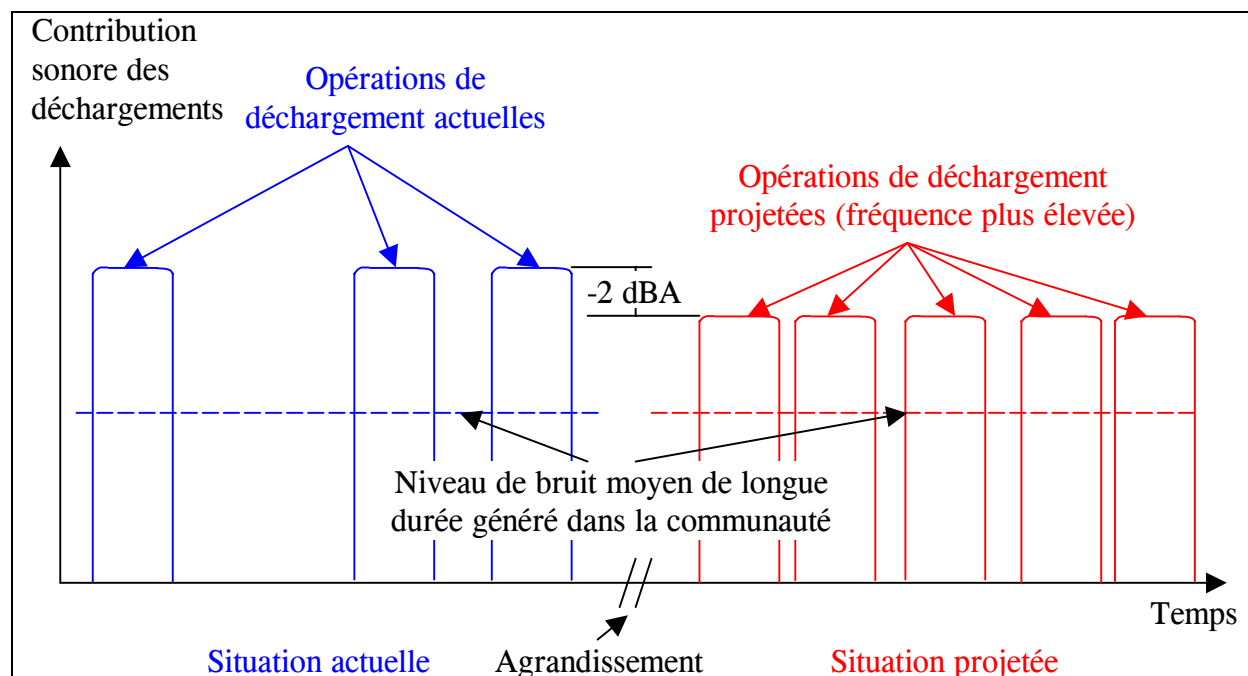 Contribution
sonore des
déchargements
Opérations de
déchargement actuelles
Opérations de déchargement
projetées (fréquence plus élevée)
-2 dBA
Niveau de bruit moyen de longue
durée généré dans la communauté
Temps
Situation actuelle
Agrandissement
Situation projetée